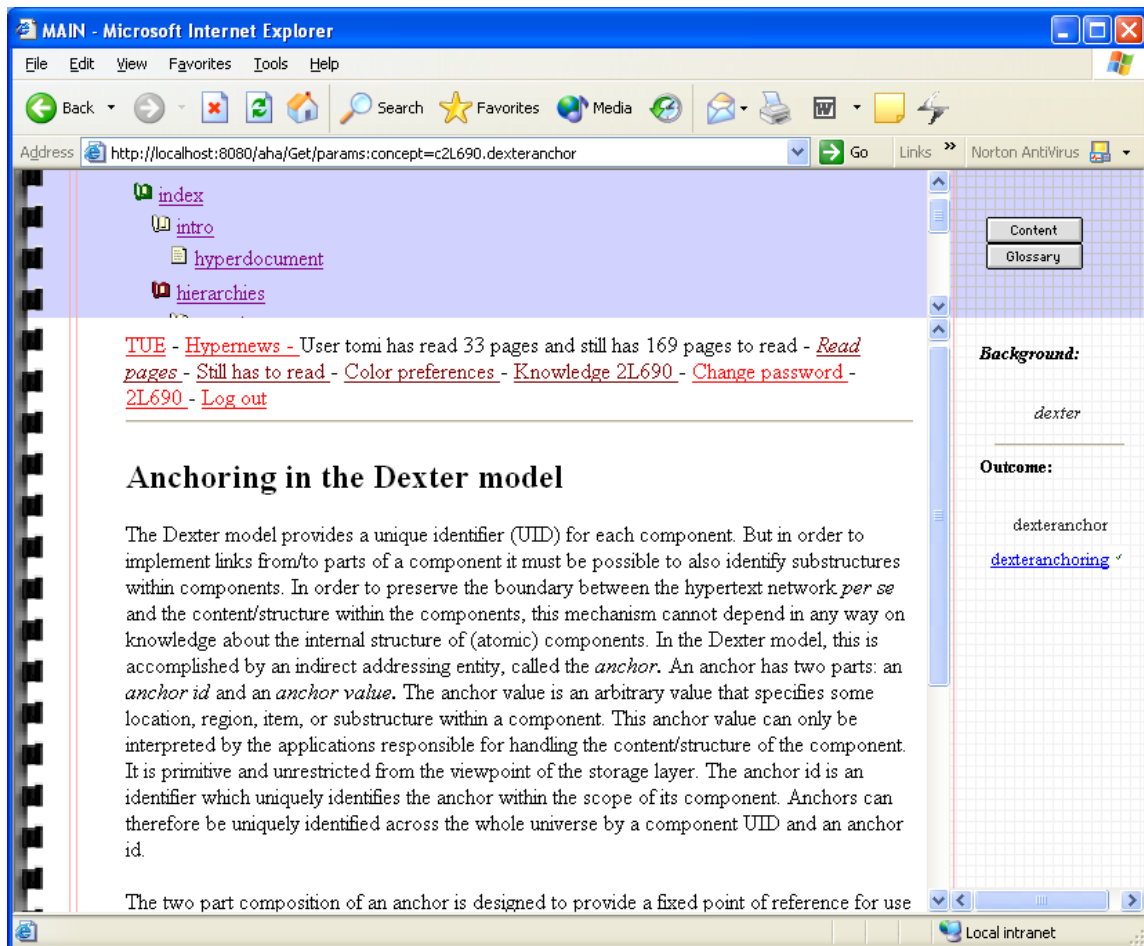 MAIN - Microsoft Internet Explorer
File Edit View Favorites Tools Help
Back Search Favorites Media
Address http://localhost:8080/aha/Get/params:concept=c2L690.dexteranchor Go Links » Norton AntiVirus
index
intro
hyperdocument
hierarchies
Content
Glossary
TUE - Hypernews - User tomi has read 33 pages and still has 169 pages to read - Read
pages - Still has to read - Color preferences - Knowledge 2L690 - Change password -
2L690 - Log out
Anchoring in the Dexter model
The Dexter model provides a unique identifier (UID) for each component. But in order to
implement links from/to parts of a component it must be possible to also identify substructures
within components. In order to preserve the boundary between the hypertext network per se
and the content/structure within the components, this mechanism cannot depend in any way on
knowledge about the internal structure of (atomic) components. In the Dexter model, this is
accomplished by an indirect addressing entity, called the anchor. An anchor has two parts: an
anchor id and an anchor value. The anchor value is an arbitrary value that specifies some
location, region, item, or substructure within a component. This anchor value can only be
interpreted by the applications responsible for handling the content/structure of the component.
It is primitive and unrestricted from the viewpoint of the storage layer. The anchor id is an
identifier which uniquely identifies the anchor within the scope of its component. Anchors can
therefore be uniquely identified across the whole universe by a component UID and an anchor
id.
The two part composition of an anchor is designed to provide a fixed point of reference for use
Background:
dexter
Outcome:
dexteranchor
dexteranchoring
Local intranet